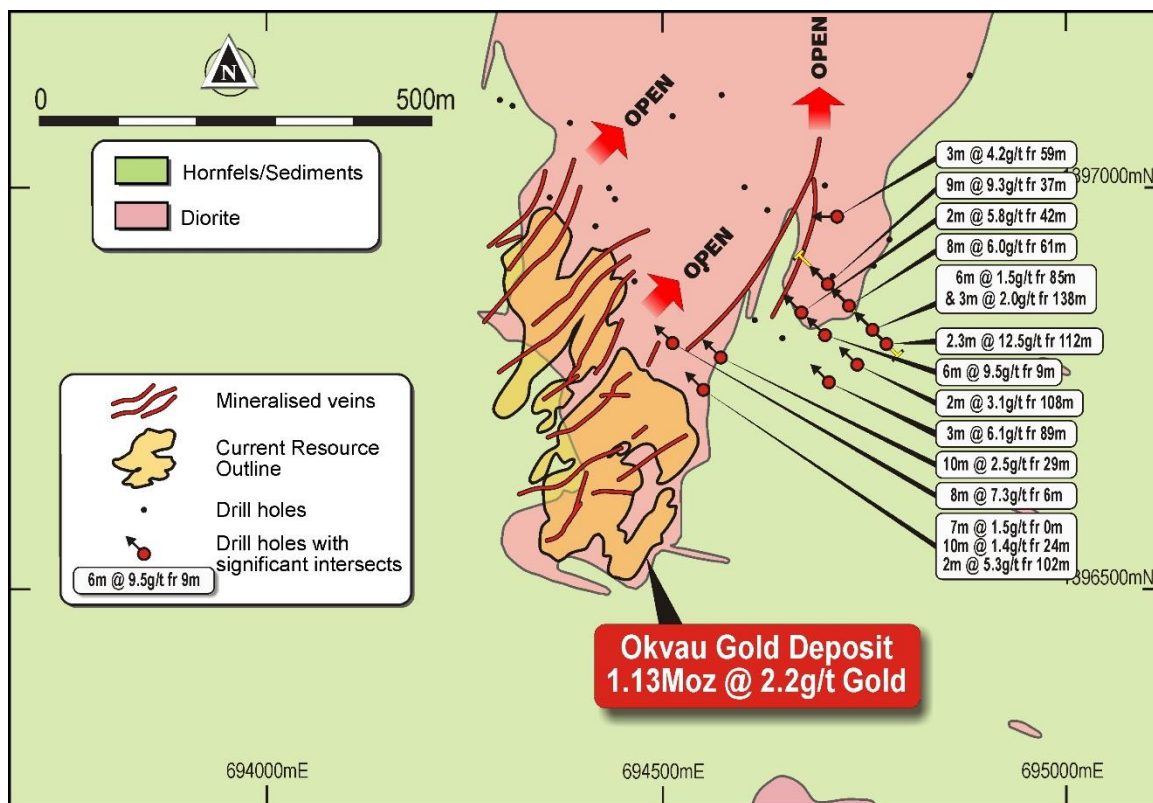 N
0
500m
Hornfels/Sediments
Diorite
OPEN
OPEN
OPEN
3m @ 4.2g/t fr 59m
1397000mN
9m @ 9.3g/t fr 37m
2m @ 5.8g/t fr 42m
8m @ 6.0g/t fr 61m
6m @ 1.5g/t fr 85m
& 3m @ 2.0g/t fr 138m
2.3m @ 12.5g/t fr 112m
6m @ 9.5g/t fr 9m
2m @ 3.1g/t fr 108m
3m @ 6.1g/t fr 89m
10m @ 2.5g/t fr 29m
8m @ 7.3g/t fr 6m
7m @ 1.5g/t fr 0m
10m @ 1.4g/t fr 24m
2m @ 5.3g/t fr 102m
1396500mN
Mineralised veins
Current Resource
Outline
Drill holes
Drill holes with
significant intersects
6m @ 9.5g/t fr 9m
Okvau Gold Deposit
1.13Moz @ 2.2g/t Gold
694000mE
694500mE
695000mE